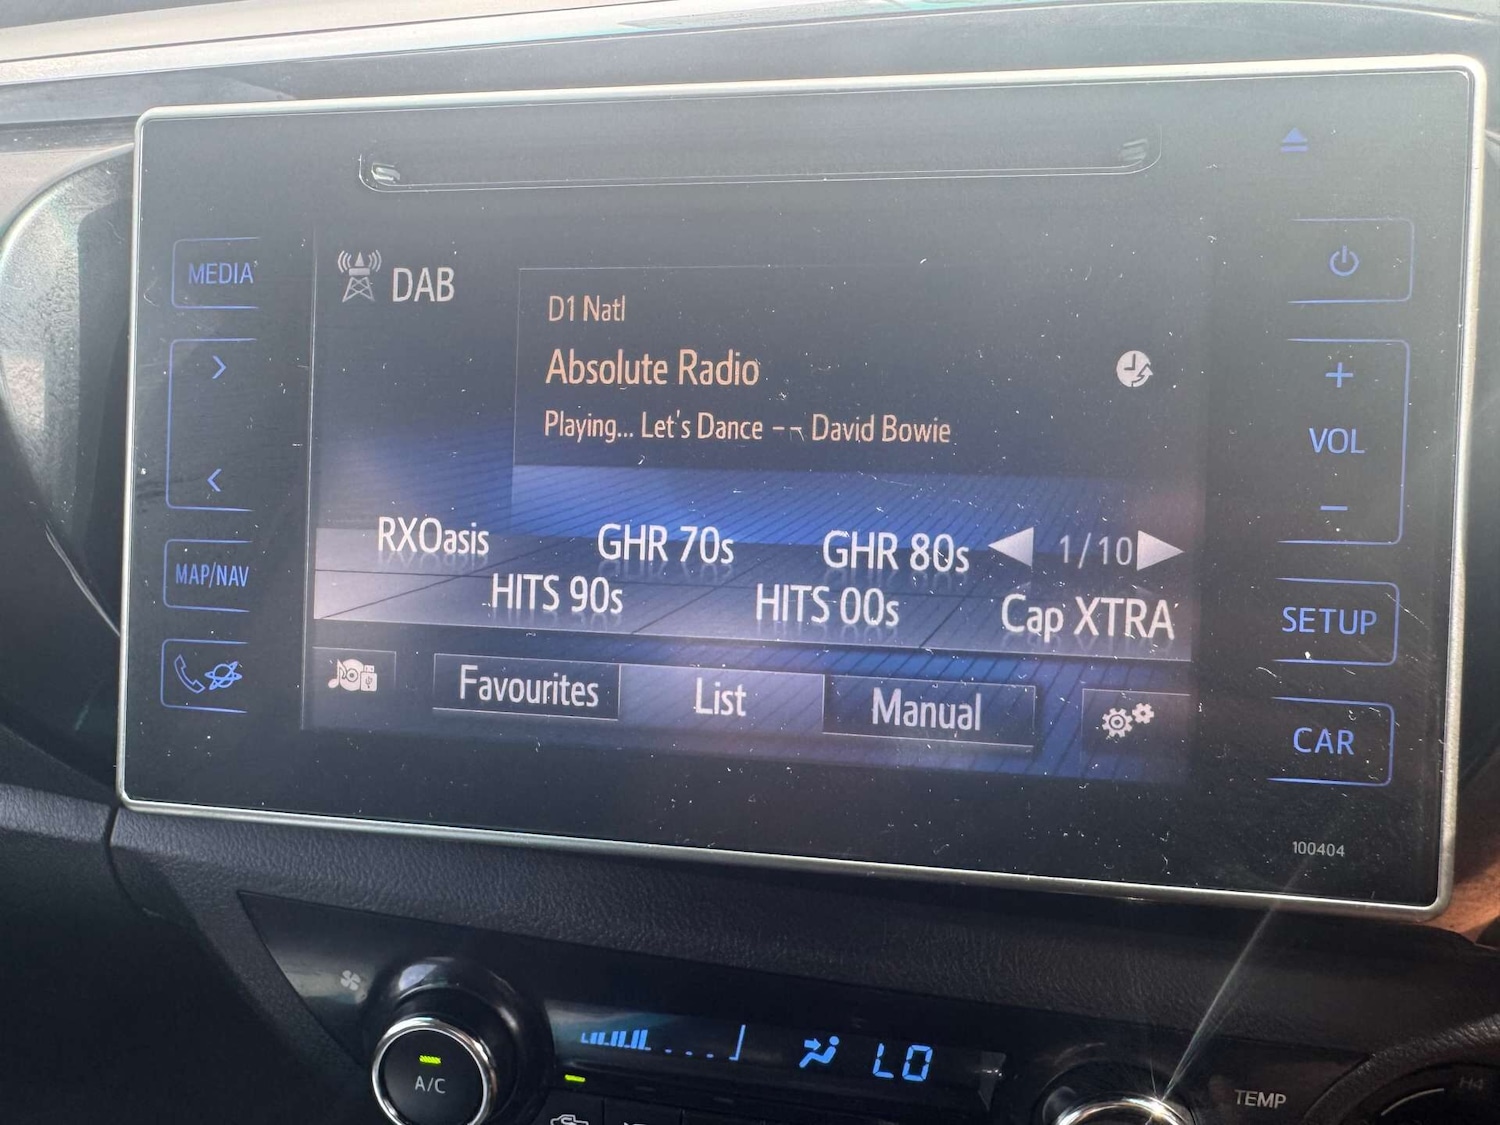 MEDIA
MAP/NAV
DAB
D1 Natl
Absolute Radio
Playing... Let's Dance -- David Bowie
RXOasis GHR 70s GHR 80s 1/10
HITS 90s HITS 00s Cap XTRA
Favourites List Manual
+
VOL
-
SETUP
CAR
100404
A/C
LO
TEMP
H4